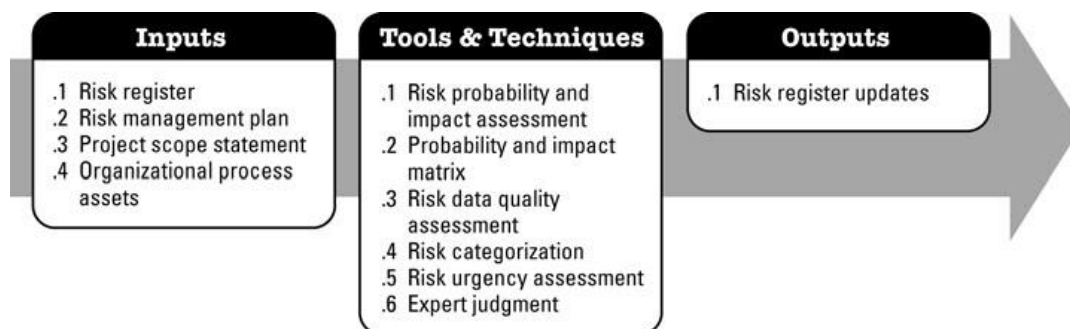 Inputs
.1 Risk register
.2 Risk management plan
.3 Project scope statement
.4 Organizational process
assets
Tools & Techniques
.1 Risk probability and
impact assessment
.2 Probability and impact
matrix
.3 Risk data quality
assessment
.4 Risk categorization
.5 Risk urgency assessment
.6 Expert judgment
Outputs
.1 Risk register updates